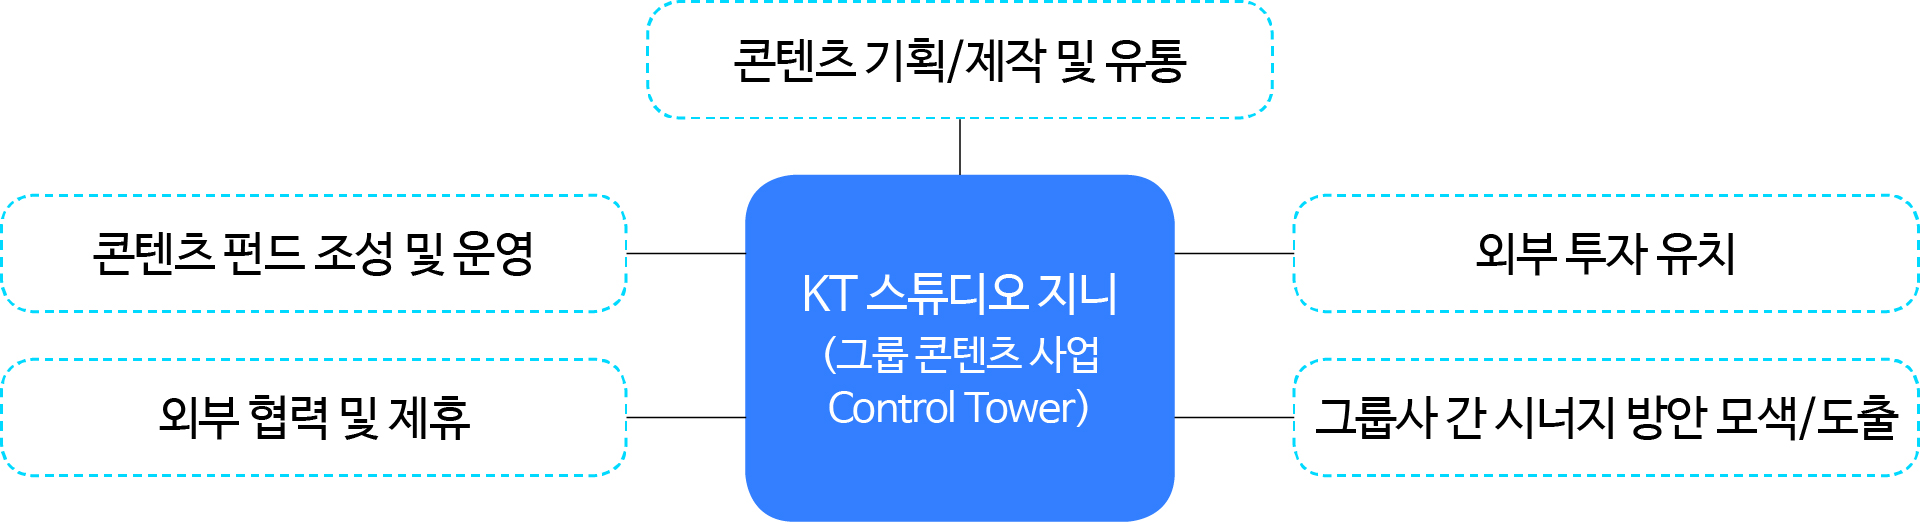 콘텐츠 기획/제작 및 유통
콘텐츠 펀드 조성 및 운영
외부 투자 유치
KT 스튜디오 지니
(그룹 콘텐츠 사업
Control Tower)
외부 협력 및 제휴
그룹사 간 시너지 방안 모색/도출